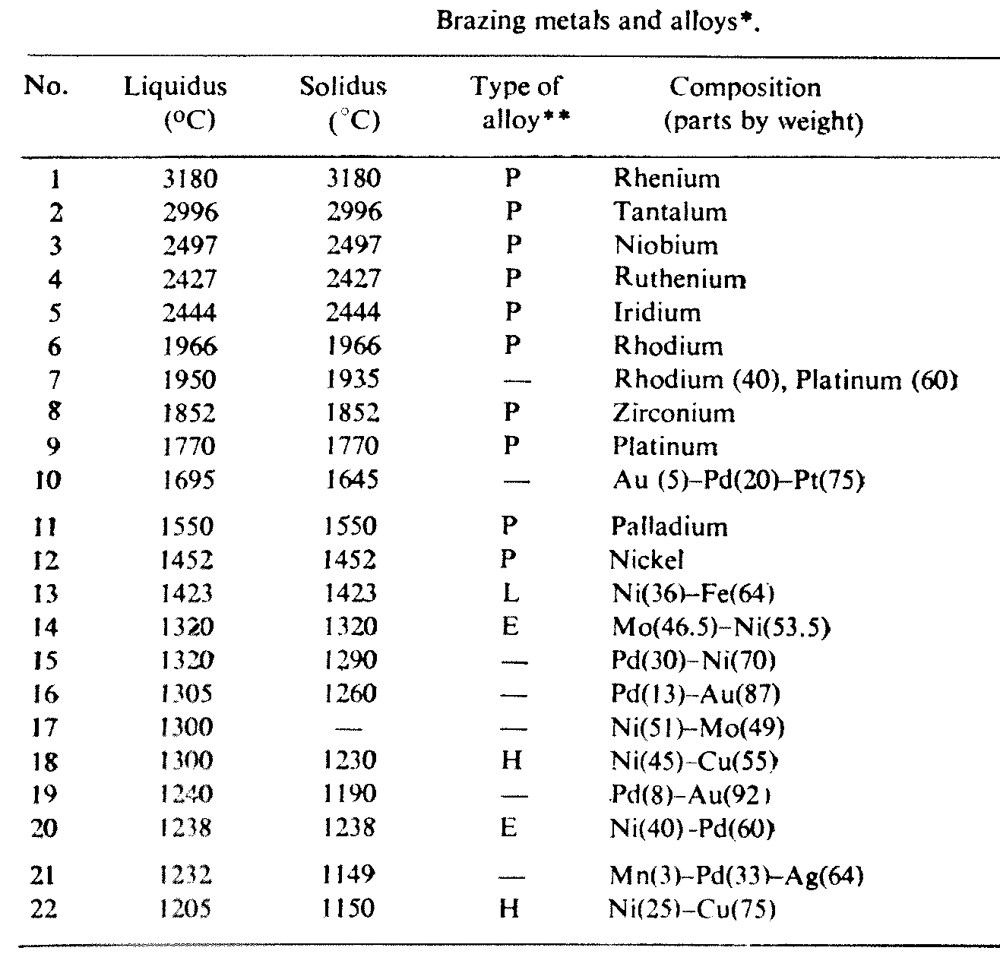 Brazing metals and alloys*.
No. Liquidus Solidus Type of Composition
(ºC) (°C) alloy** (parts by weight)
1 3180 3180 P Rhenium
2 2996 2996 P Tantalum
3 2497 2497 P Niobium
4 2427 2427 P Ruthenium
5 2444 2444 P Iridium
6 1966 1966 P Rhodium
7 1950 1935 — Rhodium (40), Platinum (60)
8 1852 1852 P Zirconium
9 1770 1770 P Platinum
10 1695 1645 — Au (5)–Pd(20)–Pt(75)
11 1550 1550 P Palladium
12 1452 1452 P Nickel
13 1423 1423 L Ni(36)–Fe(64)
14 1320 1320 E Mo(46.5)–Ni(53.5)
15 1320 1290 — Pd(30)–Ni(70)
16 1305 1260 — Pd(13)–Au(87)
17 1300 — — Ni(51)–Mo(49)
18 1300 1230 H Ni(45)–Cu(55)
19 1240 1190 — Pd(8)–Au(92)
20 1238 1238 E Ni(40)-Pd(60)
21 1232 1149 — Mn(3)–Pd(33)–Ag(64)
22 1205 1150 H Ni(25)–Cu(75)